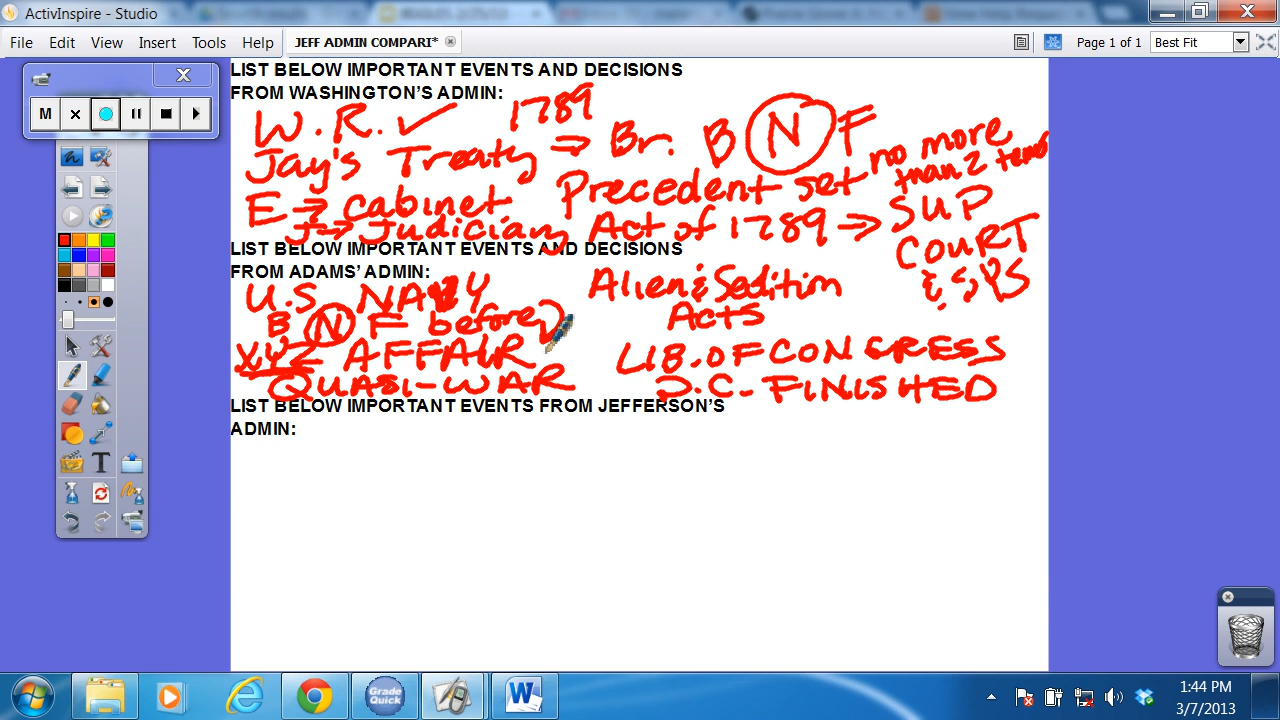 ActivInspire - Studio
File Edit View Insert Tools Help JEFF ADMIN COMPARI* Page 1 of 1 Best Fit
M
LIST BELOW IMPORTANT EVENTS AND DECISIONS
FROM WASHINGTON'S ADMIN:
W.R. ✓ 1789
Jay's Treaty ⇒ Br. B N F
no more
than 2 terms
E → cabinet Precedent set
J → Judiciary Act of 1789 ⇒ SUP
COURT
LIST BELOW IMPORTANT EVENTS AND DECISIONS
FROM ADAMS' ADMIN:
U.S. NAVY Alien & Sedition
Acts
B N F before
XYZ AFFAIR LIB. OF CONGRESS
QUASI-WAR D.C. FINISHED
LIST BELOW IMPORTANT EVENTS FROM JEFFERSON'S
ADMIN:
T
Grade
Quick
W
1:44 PM
3/7/2013